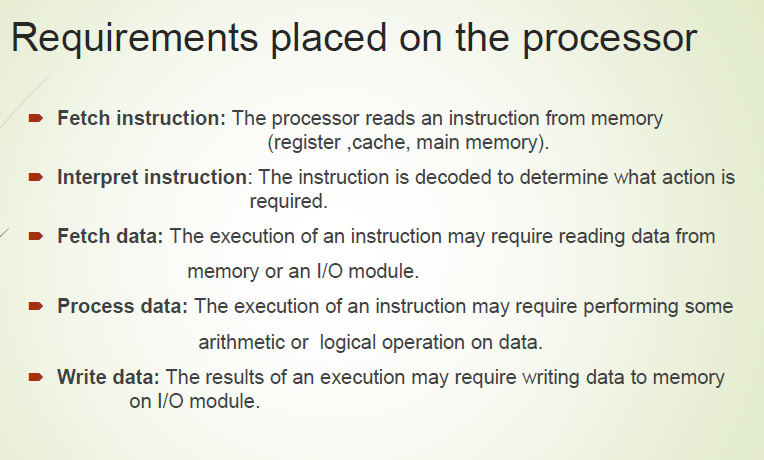 Requirements placed on the processor
Fetch instruction: The processor reads an instruction from memory
(register ,cache, main memory).
Interpret instruction: The instruction is decoded to determine what action is
required.
Fetch data: The execution of an instruction may require reading data from
memory or an I/O module.
Process data: The execution of an instruction may require performing some
arithmetic or logical operation on data.
Write data: The results of an execution may require writing data to memory
on I/O module.